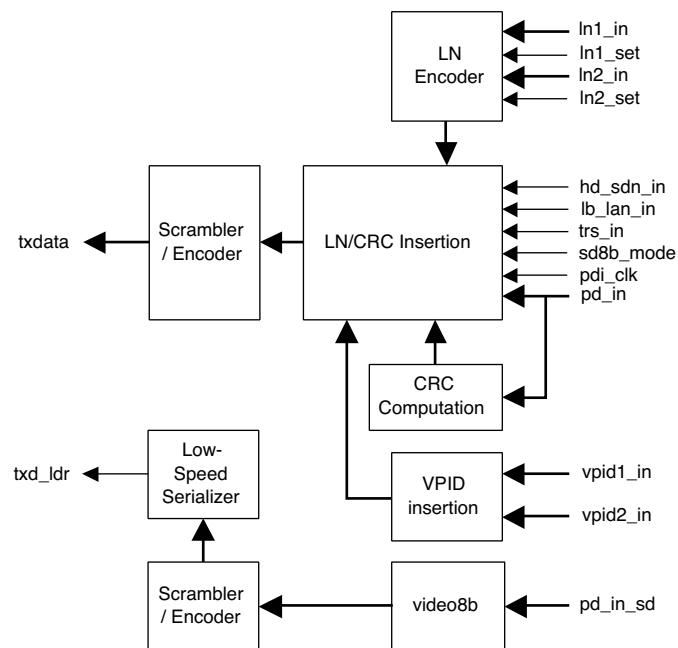 LN
Encoder
ln1_in
ln1_set
ln2_in
ln2_set
txdata
Scrambler
/ Encoder
LN/CRC Insertion
hd_sdn_in
lb_lan_in
trs_in
sd8b_mode
pdi_clk
pd_in
CRC
Computation
txd_ldr
Low-
Speed
Serializer
VPID
insertion
vpid1_in
vpid2_in
Scrambler
/ Encoder
video8b
pd_in_sd